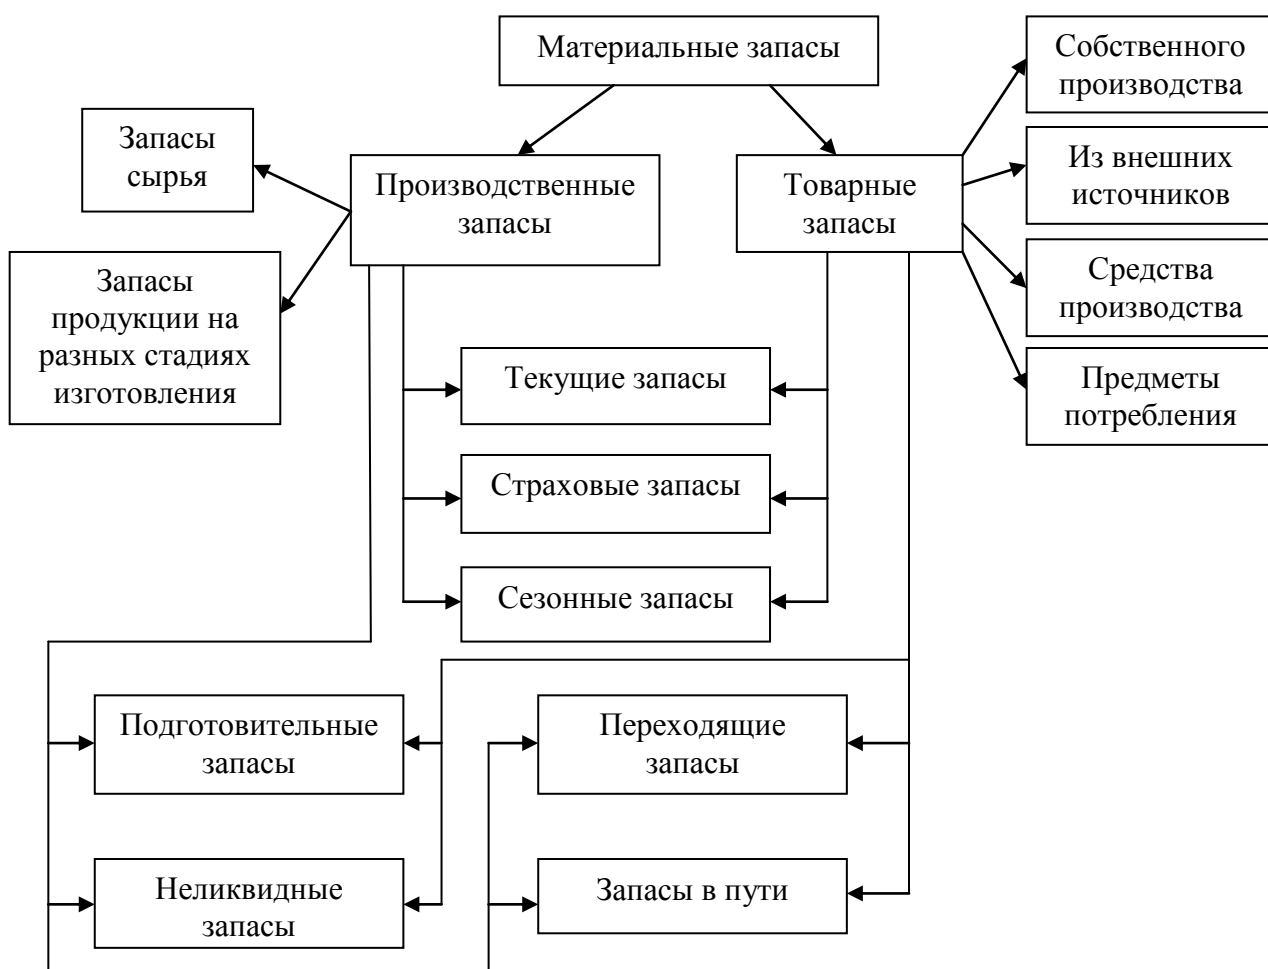 Материальные запасы
Собственного
производства
Запасы
сырья
Производственные
запасы
Товарные
запасы
Из внешних
источников
Запасы
продукции на
разных стадиях
изготовления
Средства
производства
Текущие запасы
Предметы
потребления
Страховые запасы
Сезонные запасы
Подготовительные
запасы
Переходящие
запасы
Неликвидные
запасы
Запасы в пути